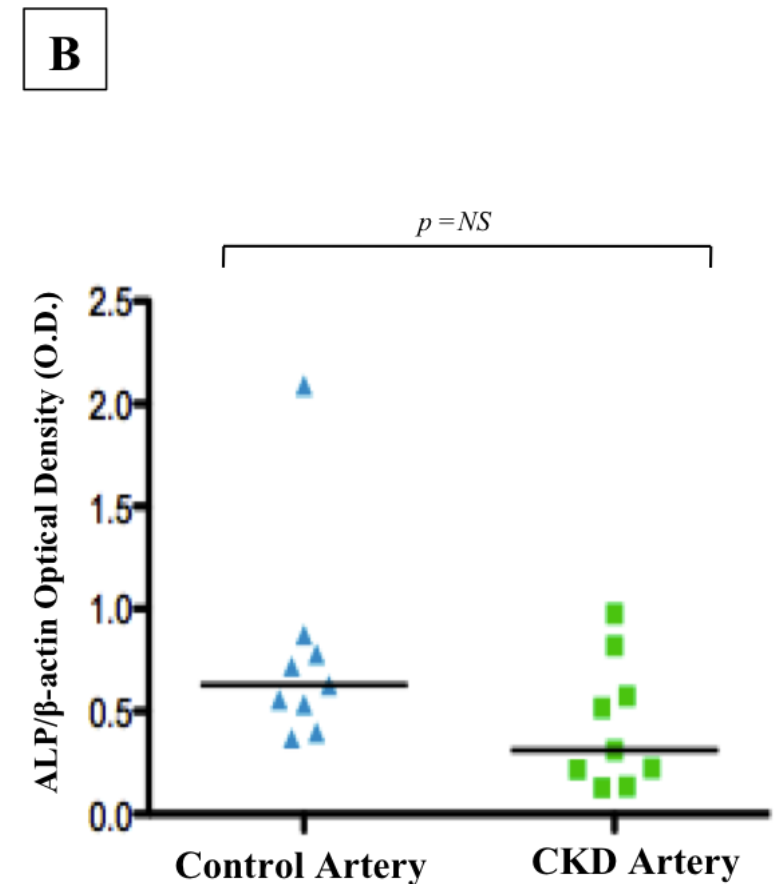 B
p = NS
ALP/β-actin Optical Density (O.D.)
2.5
2.0
1.5
1.0
0.5
0.0
Control Artery
CKD Artery